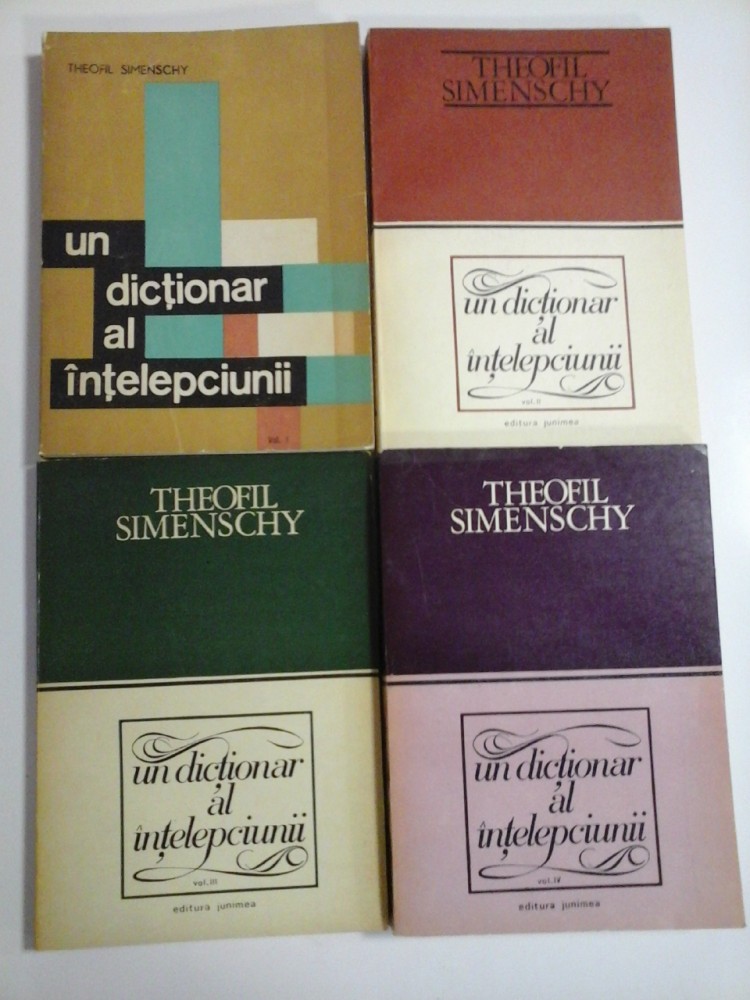 THEOFIL SIMENSCHY
un
dicționar
al
înțelepciunii
Vol. I
THEOFIL
SIMENSCHY
un dicționar
al
înțelepciunii
vol. II
editura junimea
THEOFIL
SIMENSCHY
un dicționar
al
înțelepciunii
vol. III
editura junimea
THEOFIL
SIMENSCHY
un dicționar
al
înțelepciunii
vol. IV
editura junimea